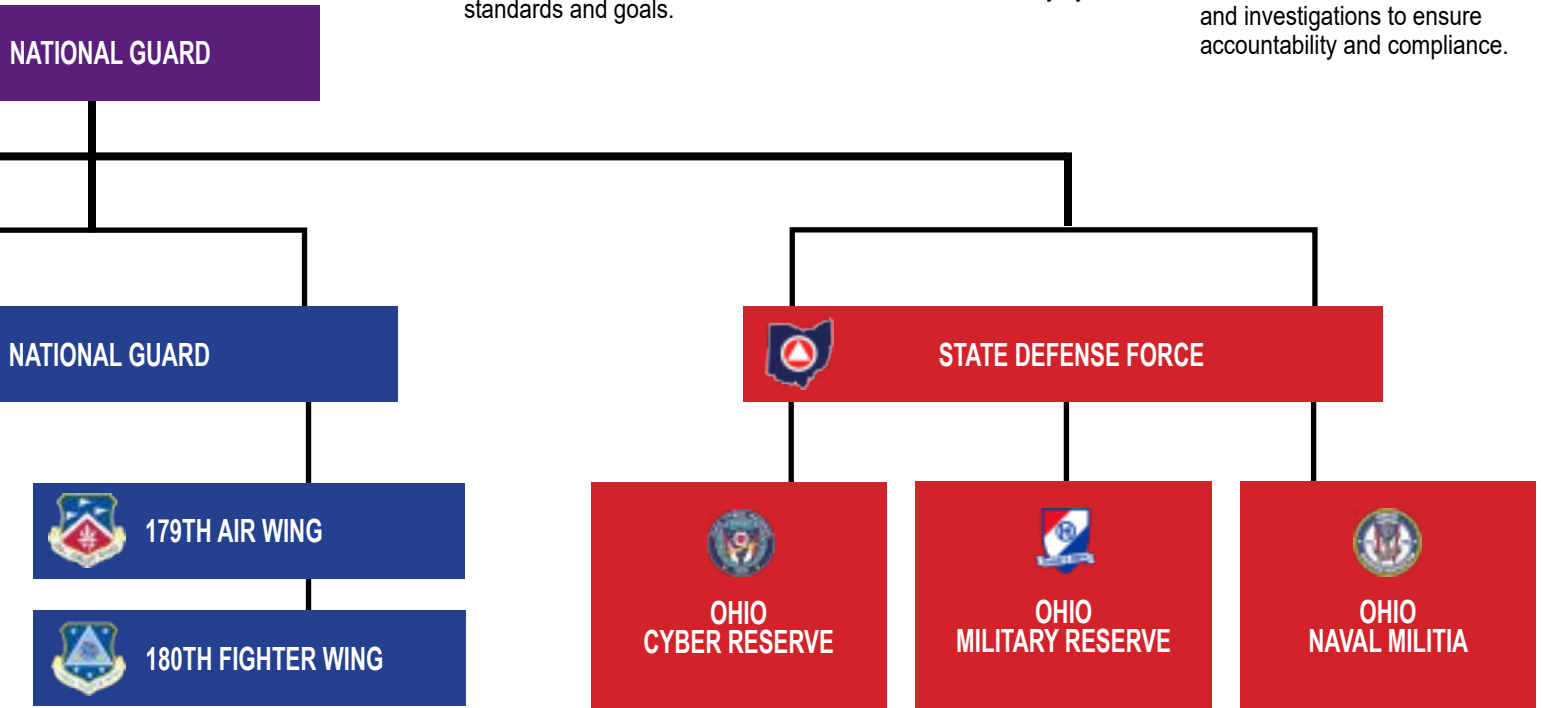 standards and goals.
and investigations to ensure
accountability and compliance.
NATIONAL GUARD
NATIONAL GUARD
STATE DEFENSE FORCE
179TH AIR WING
180TH FIGHTER WING
OHIO
CYBER RESERVE
OHIO
MILITARY RESERVE
OHIO
NAVAL MILITIA